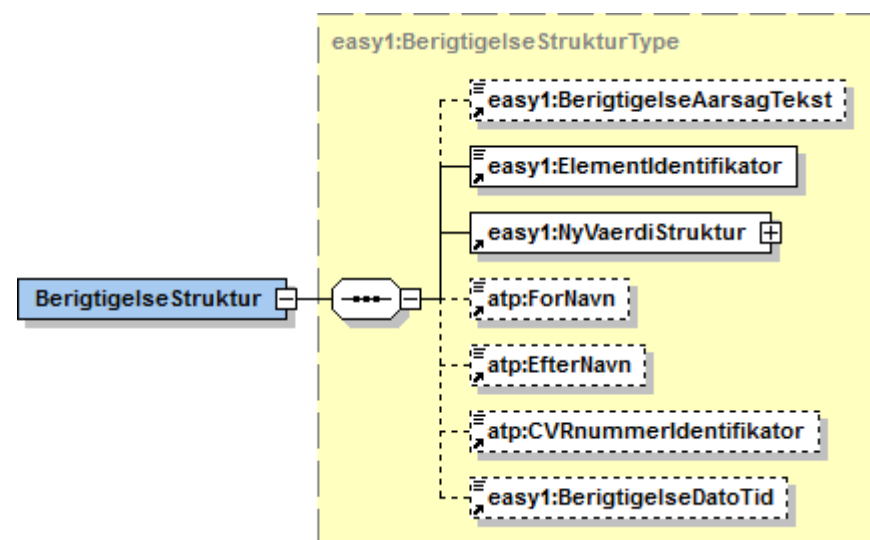 easy1:BerigtigelseStrukturType
easy1:BerigtigelseAarsagTekst
easy1:ElementIdentifikator
easy1:NyVaerdiStruktur
BerigtigelseStruktur
atp:ForNavn
atp:EfterNavn
atp:CVRnummerIdentifikator
easy1:BerigtigelseDatoTid